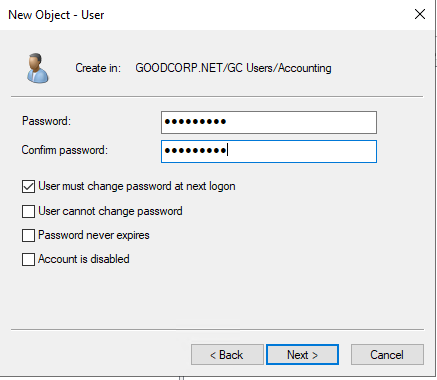 New Object - User
Create in: GOODCORP.NET/GC Users/Accounting
Password: ●●●●●●●●●
Confirm password: ●●●●●●●●●
User must change password at next logon
User cannot change password
Password never expires
Account is disabled
< Back Next > Cancel